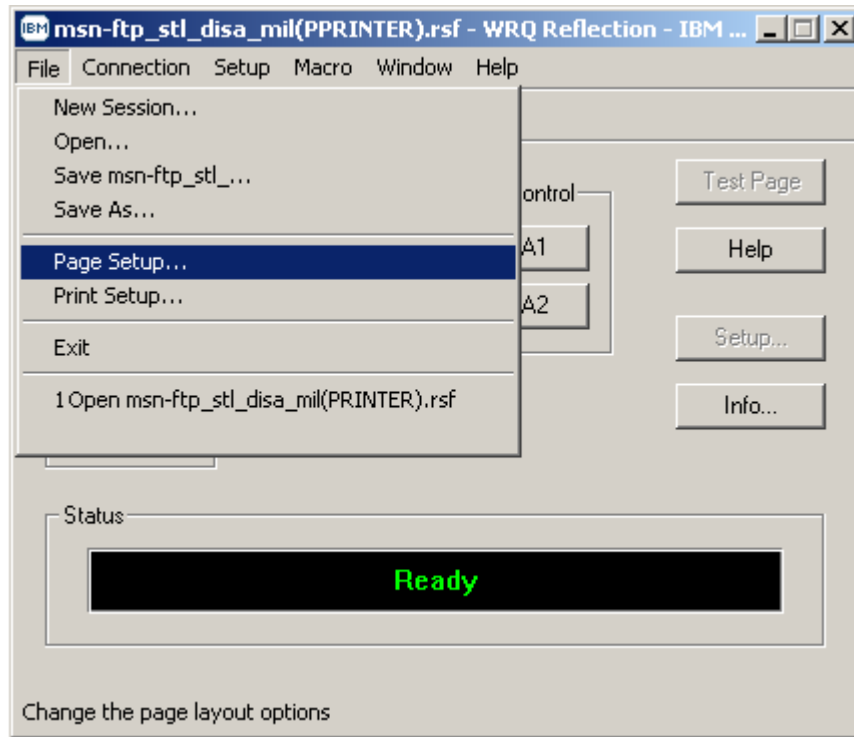 IBM msn-ftp_stl_disa_mil(PPRINTER).rsf - WRQ Reflection - IBM ...
File Connection Setup Macro Window Help
New Session...
Open...
Save msn-ftp_stl_...
Save As...
Page Setup...
Print Setup...
Exit
1 Open msn-ftp_stl_disa_mil(PRINTER).rsf
ontrol
A1
A2
Test Page
Help
Setup...
Info...
Status
Ready
Change the page layout options